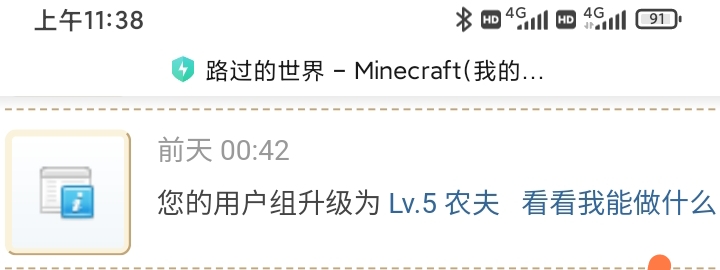 上午11:38 HD 4G HD 4G 91
路过的世界 - Minecraft(我的...
前天 00:42
您的用户组升级为 Lv.5 农夫 看看我能做什么